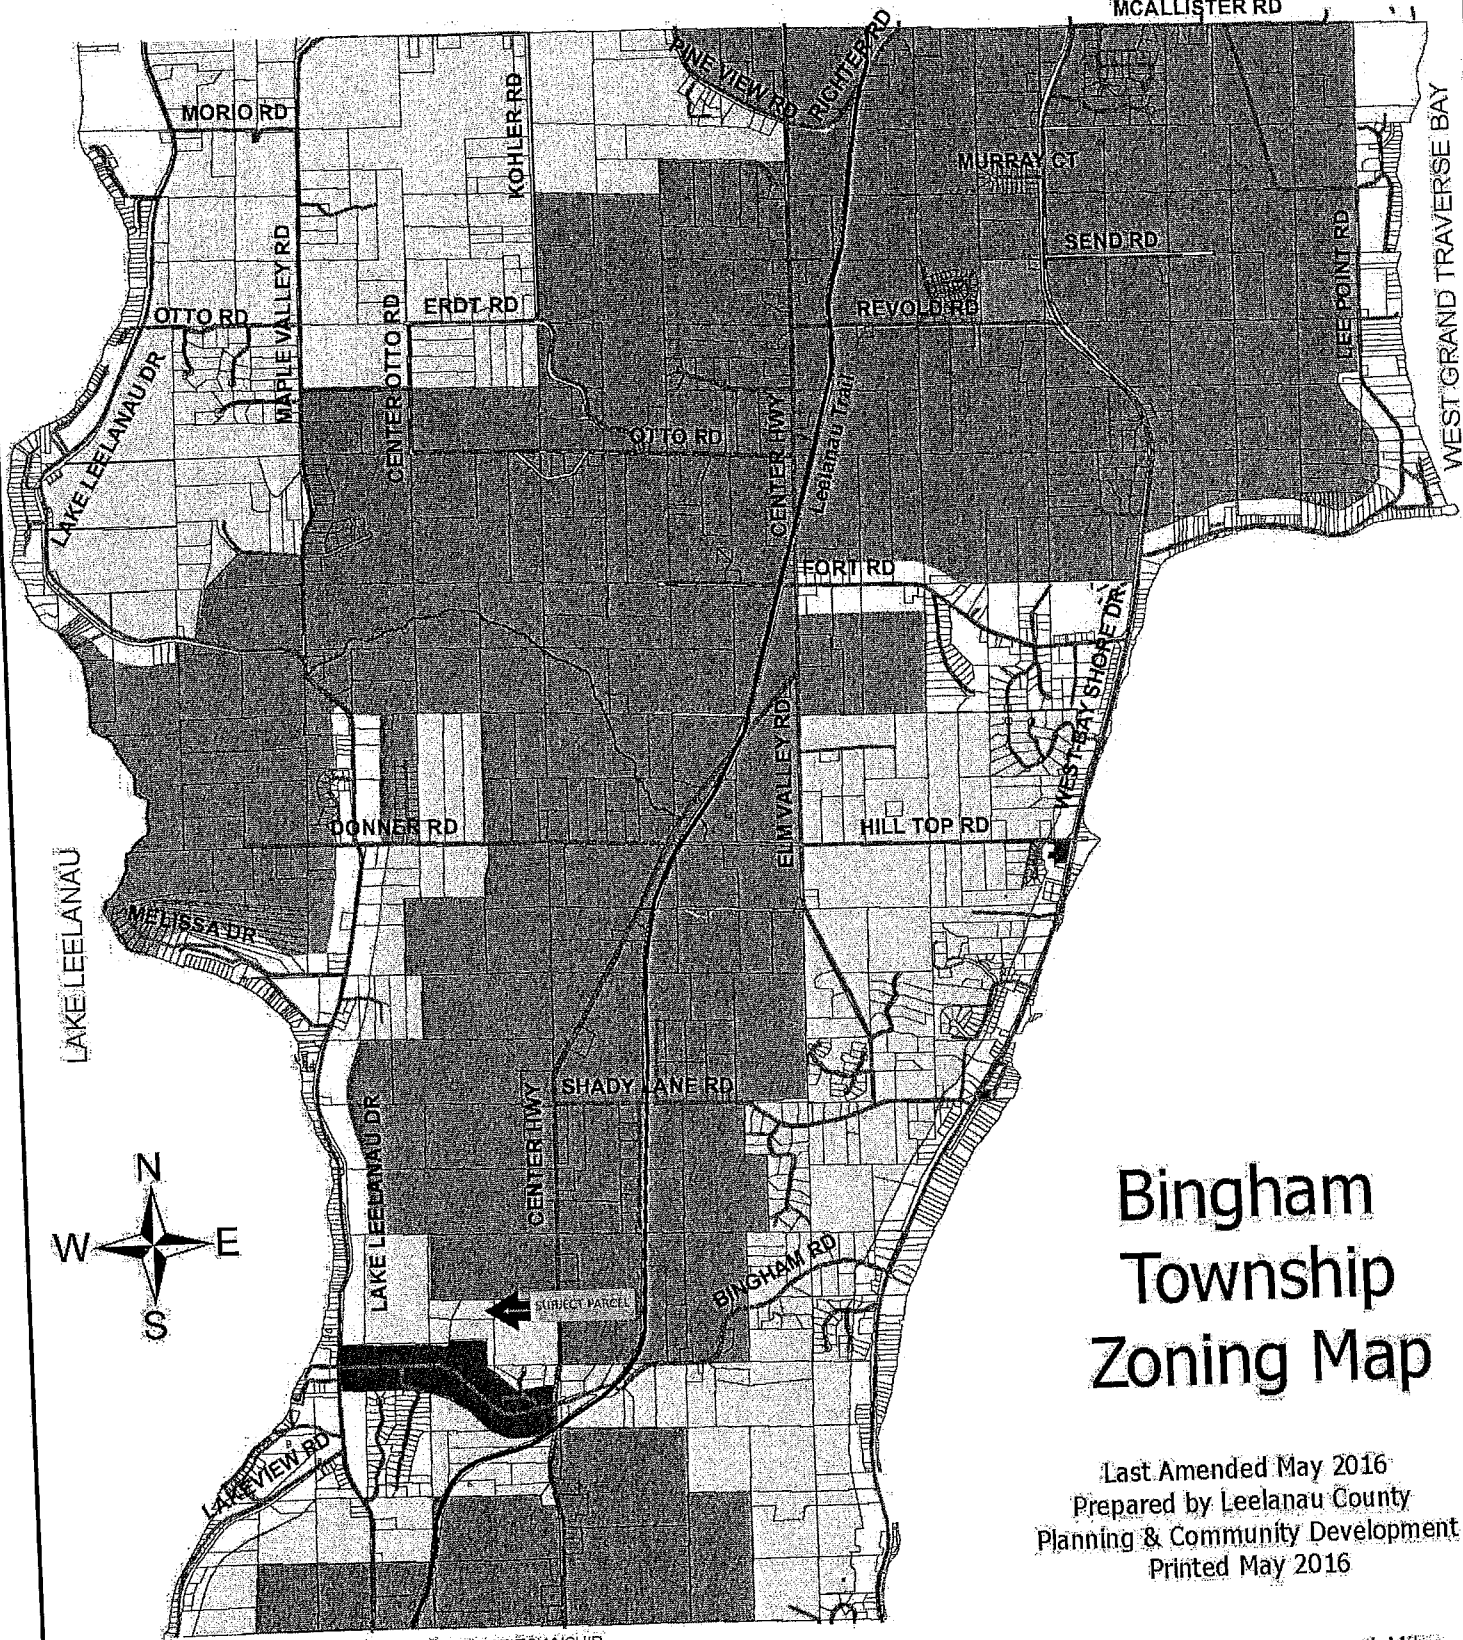 MCALLISTER RD
PINE VIEW RD
RICHTER RD
MORIO RD
KOHLER RD
MURRAY CT
WEST GRAND TRAVERSE BAY
MAPLE VALLEY RD
SEND RD
LEE POINT RD
OTTO RD
CENTER OTTO RD
ERDT RD
REVOLD RD
LAKE LEELANAU DR
OTTO RD
CENTER HWY
Leelanau Trail
FORT RD
WEST BAY SHORE DR
ELM VALLEY RD
DONNER RD
HILL TOP RD
LAKE LEELANAU
MELISSA DR
SHADY LANE RD
LAKE LEELANAU DR
CENTER HWY
N
W E
S
BINGHAM RD
SUBJECT PARCEL
LAKEVIEW RD
Bingham
Township
Zoning Map
Last Amended May 2016
Prepared by Leelanau County
Planning & Community Development
Printed May 2016